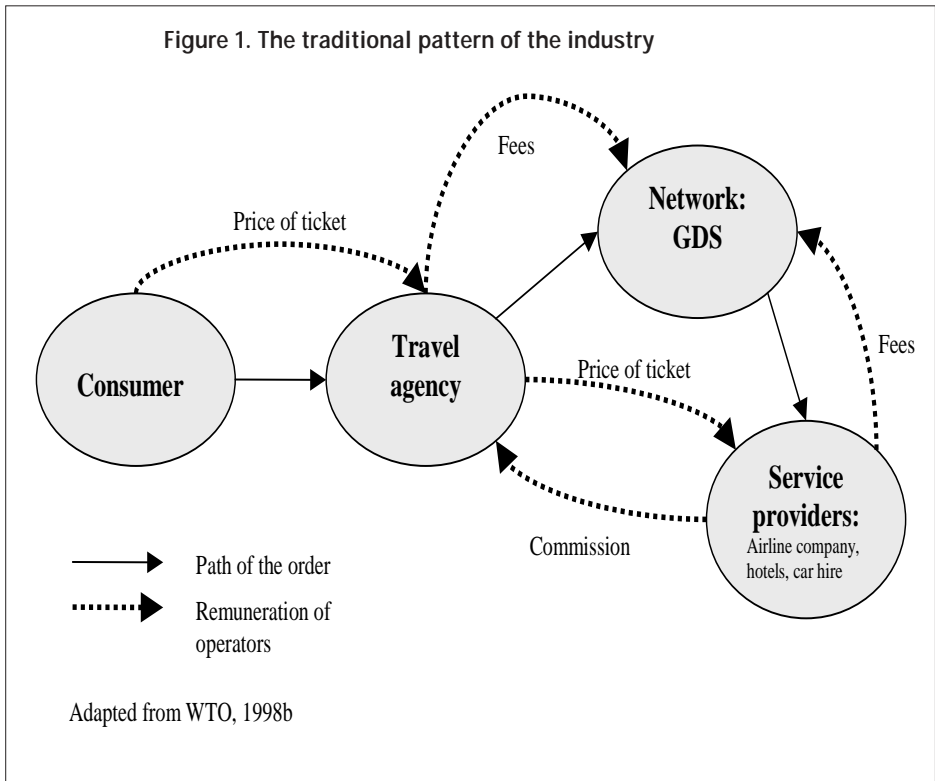 Figure 1. The traditional pattern of the industry
Fees
Network:
GDS
Price of ticket
Travel
agency
Consumer
Price of ticket
Fees
Service
providers:
Airline company,
hotels, car hire
Commission
Path of the order
Remuneration of
operators
Adapted from WTO, 1998b